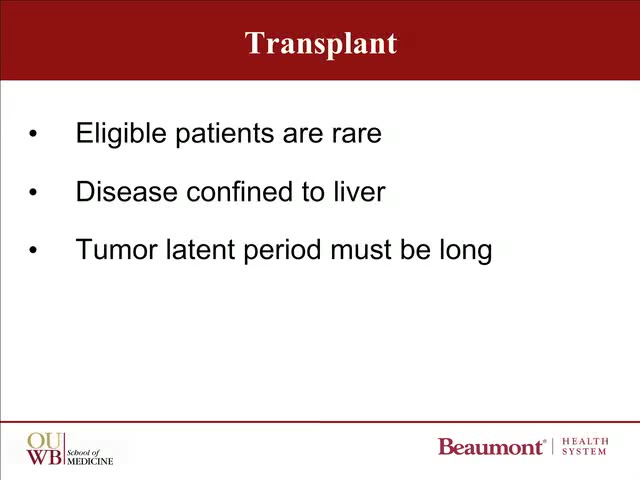 Transplant
• Eligible patients are rare
• Disease confined to liver
• Tumor latent period must be long
OU
WB
School of
MEDICINE
Beaumont®
HEALTH
SYSTEM